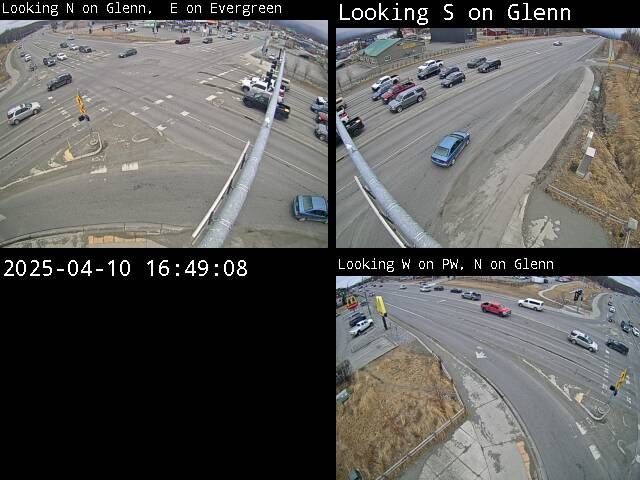 Looking N on Glenn, E on Evergreen
Looking S on Glenn
2025-04-10 16:49:08
Looking W on PW, N on Glenn